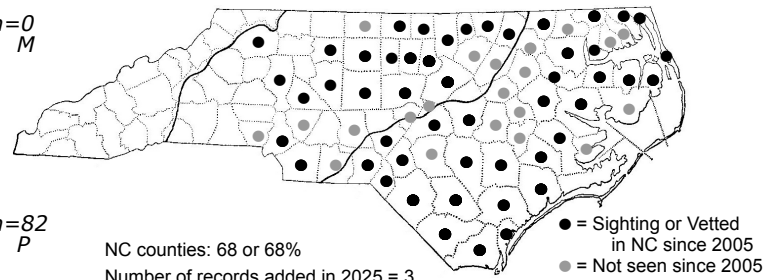 n=0
M
n=82
P
NC counties: 68 or 68%
Number of records added in 2025 = 3
= Sighting or Vetted
in NC since 2005
= Not seen since 2005